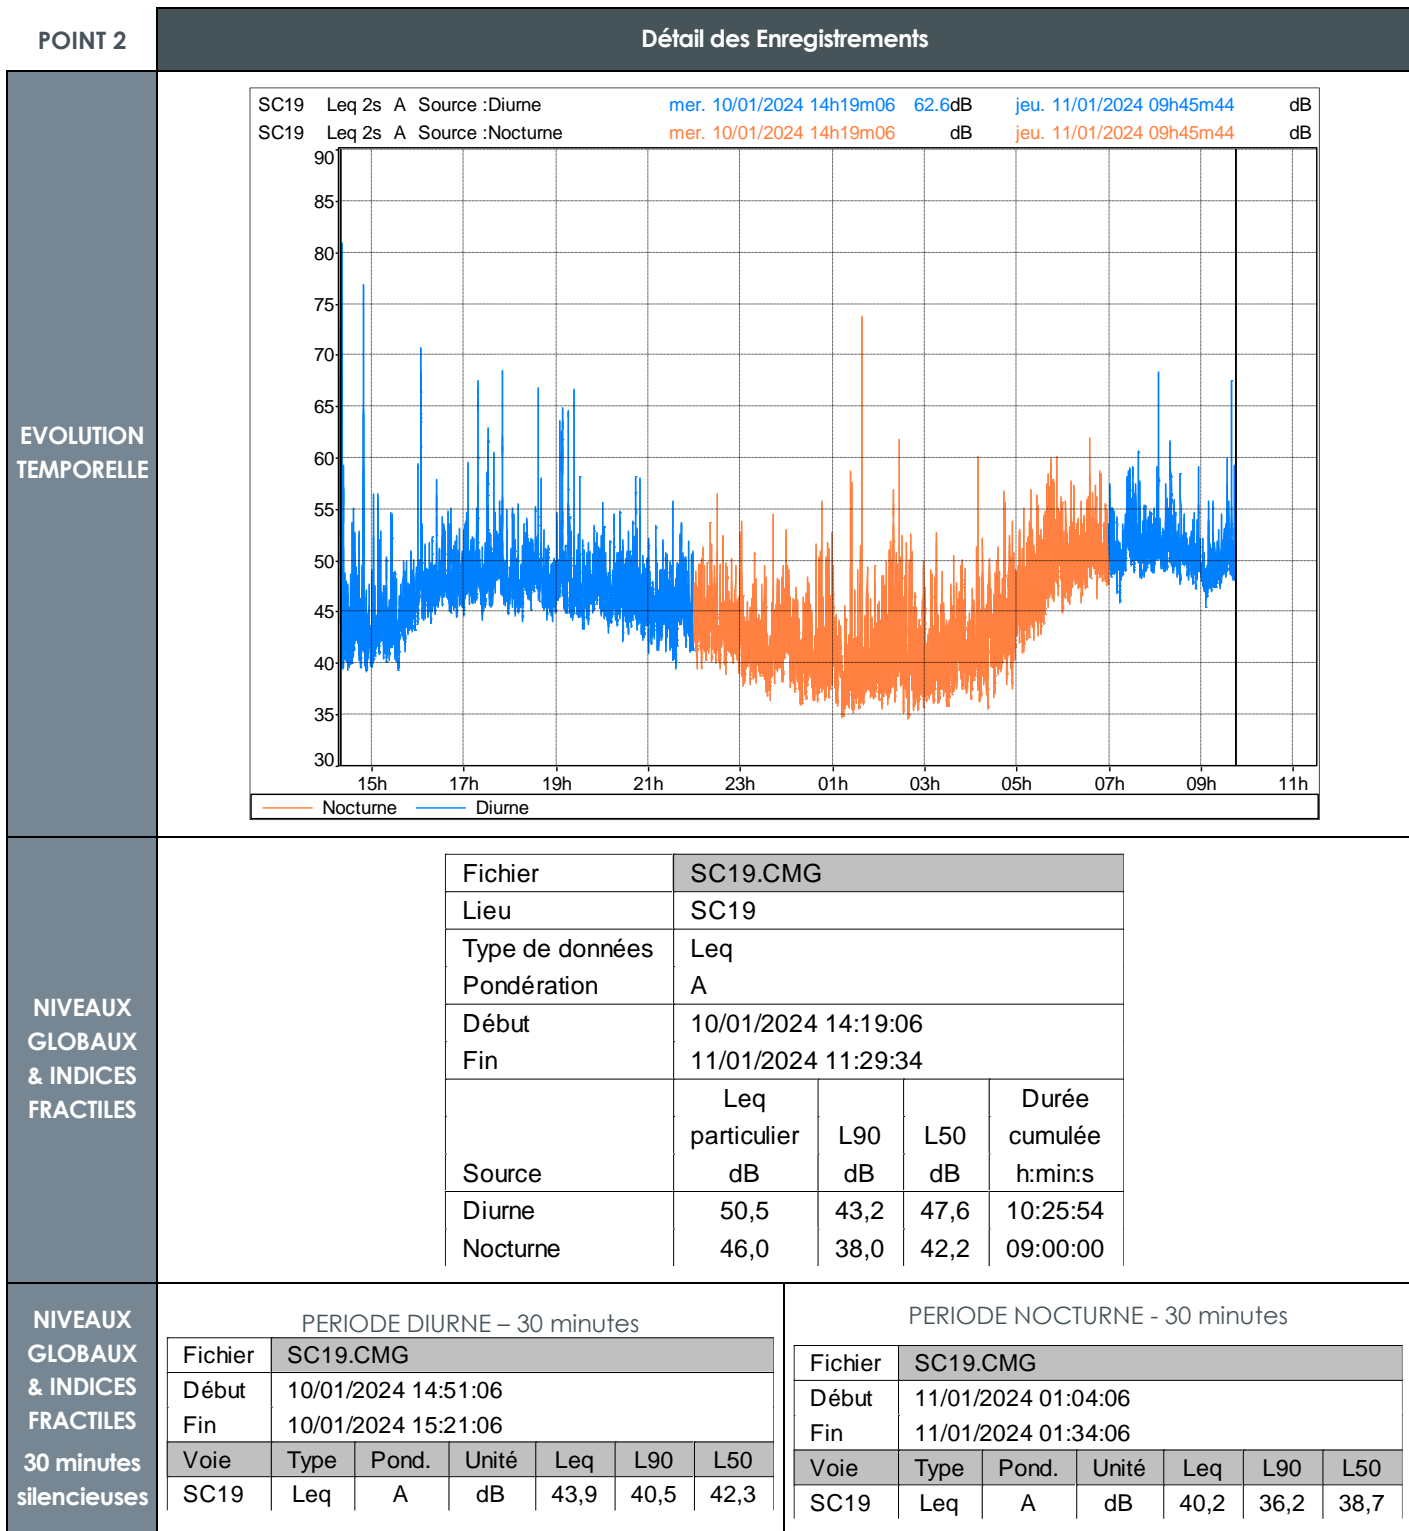 POINT 2
Détail des Enregistrements
EVOLUTION
TEMPORELLE
SC19 Leq 2s A Source :Diurne mer. 10/01/2024 14h19m06 62.6dB jeu. 11/01/2024 09h45m44 dB
SC19 Leq 2s A Source :Nocturne mer. 10/01/2024 14h19m06 dB jeu. 11/01/2024 09h45m44 dB
90
85
80
75
70
65
60
55
50
45
40
35
30
15h 17h 19h 21h 23h 01h 03h 05h 07h 09h 11h
Nocturne Diurne
NIVEAUX
GLOBAUX
& INDICES
FRACTILES
Fichier SC19.CMG
Lieu SC19
Type de données Leq
Pondération A
Début 10/01/2024 14:19:06
Fin 11/01/2024 11:29:34
Leq Durée
particulier L90 L50 cumulée
Source dB dB dB h:min:s
Diurne 50,5 43,2 47,6 10:25:54
Nocturne 46,0 38,0 42,2 09:00:00
NIVEAUX
GLOBAUX
& INDICES
FRACTILES
30 minutes
silencieuses
PERIODE DIURNE – 30 minutes
Fichier SC19.CMG
Début 10/01/2024 14:51:06
Fin 10/01/2024 15:21:06
Voie Type Pond. Unité Leq L90 L50
SC19 Leq A dB 43,9 40,5 42,3
PERIODE NOCTURNE - 30 minutes
Fichier SC19.CMG
Début 11/01/2024 01:04:06
Fin 11/01/2024 01:34:06
Voie Type Pond. Unité Leq L90 L50
SC19 Leq A dB 40,2 36,2 38,7